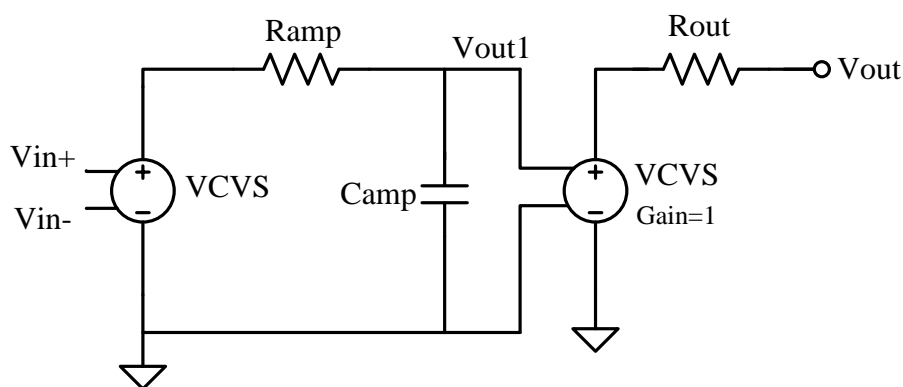 Ramp
Vout1
Rout
Vout
Vin+
Vin-
+
-
VCVS
Camp
+
-
VCVS
Gain=1